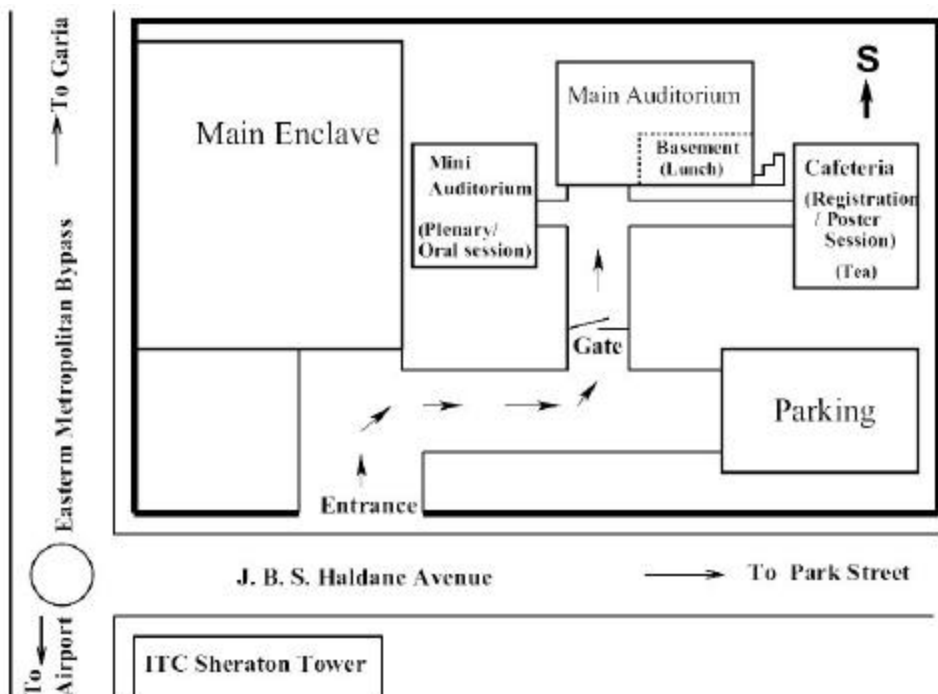 To Garia
Eastern Metropolitan Bypass
To
Airport
Main Enclave
Mini
Auditorium
(Plenary/
Oral session)
Main Auditorium
Basement
(Lunch)
S
Cafeteria
(Registration
/ Poster
Session)
(Tea)
Gate
Parking
Entrance
J. B. S. Haldane Avenue
To Park Street
ITC Sheraton Tower